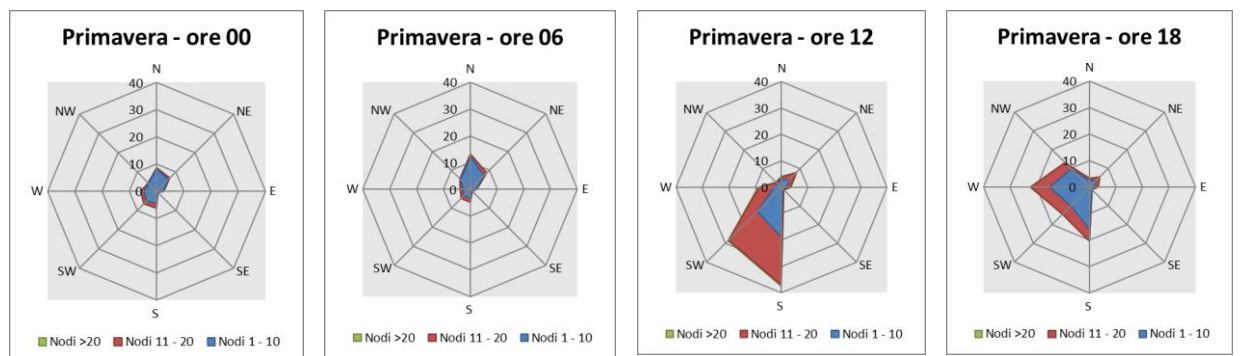 Primavera - ore 00
N
40
NW
NE
30
20
10
W
0
E
SW
SE
S
Nodi >20 Nodi 11 - 20 Nodi 1 - 10
Primavera - ore 06
N
40
NW
NE
30
20
10
W
0
E
SW
SE
S
Nodi >20 Nodi 11 - 20 Nodi 1 - 10
Primavera - ore 12
N
40
NW
NE
30
20
10
W
0
E
SW
SE
S
Nodi >20 Nodi 11 - 20 Nodi 1 - 10
Primavera - ore 18
N
40
NW
NE
30
20
10
W
0
E
SW
SE
S
Nodi >20 Nodi 11 - 20 Nodi 1 - 10